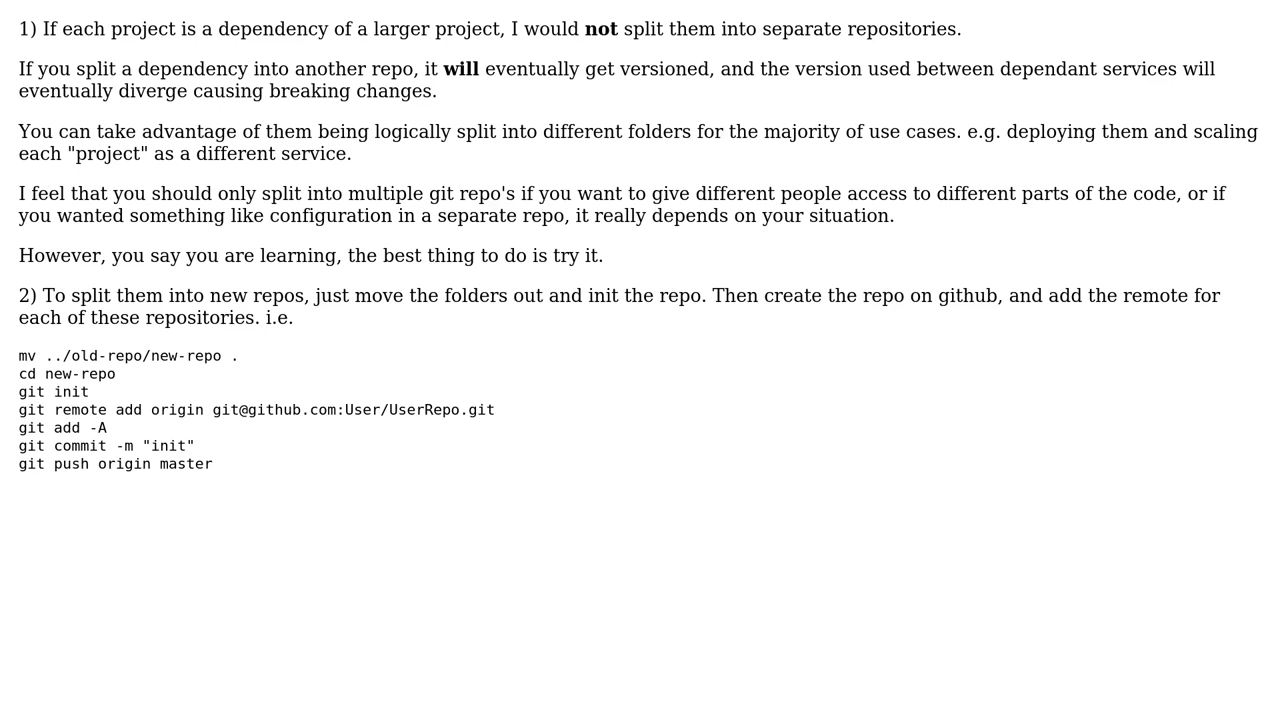 1) If each project is a dependency of a larger project, I would not split them into separate repositories.
If you split a dependency into another repo, it will eventually get versioned, and the version used between dependant services will
eventually diverge causing breaking changes.
You can take advantage of them being logically split into different folders for the majority of use cases. e.g. deploying them and scaling
each "project" as a different service.
I feel that you should only split into multiple git repo's if you want to give different people access to different parts of the code, or if
you wanted something like configuration in a separate repo, it really depends on your situation.
However, you say you are learning, the best thing to do is try it.
2) To split them into new repos, just move the folders out and init the repo. Then create the repo on github, and add the remote for
each of these repositories. i.e.
mv ../old-repo/new-repo .
cd new-repo
git init
git remote add origin git@github.com:User/UserRepo.git
git add -A
git commit -m "init"
git push origin master